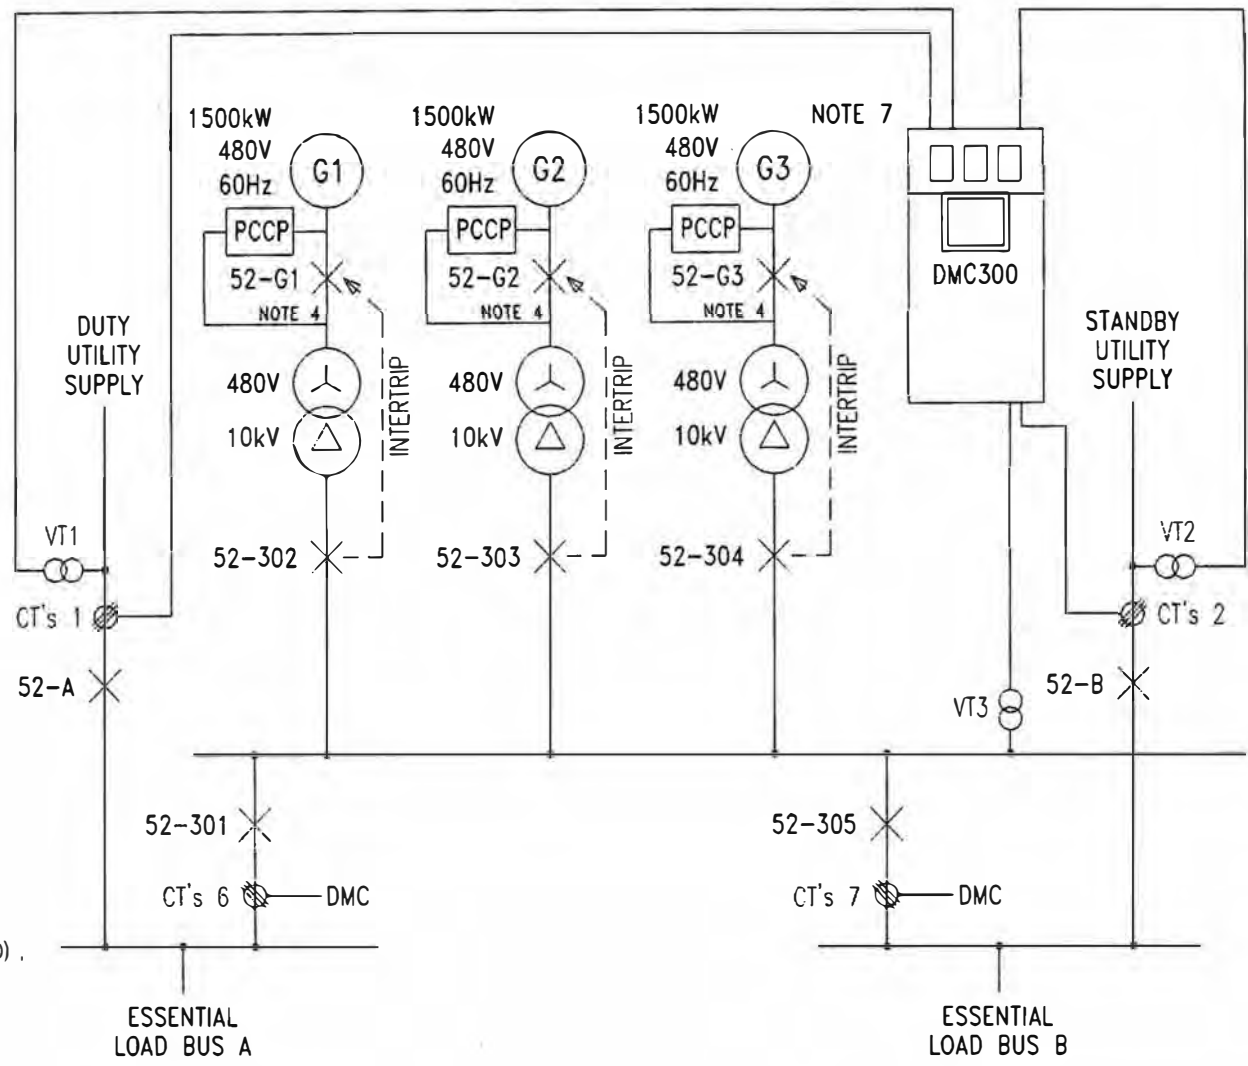 1500kW
480V
60Hz
G1
PCCP
52-G1
NOTE 4
480V
10kV
INTERTRIP
52-302
1500kW
480V
60Hz
G2
PCCP
52-G2
NOTE 4
480V
10kV
INTERTRIP
52-303
1500kW
480V
60Hz
G3
PCCP
52-G3
NOTE 4
480V
10kV
INTERTRIP
52-304
NOTE 7
DMC300
DUTY
UTILITY
SUPPLY
STANDBY
UTILITY
SUPPLY
VT1
CT's 1
52-A
VT2
CT's 2
52-B
VT3
52-301
CT's 6
DMC
52-305
CT's 7
DMC
ESSENTIAL
LOAD BUS A
ESSENTIAL
LOAD BUS B